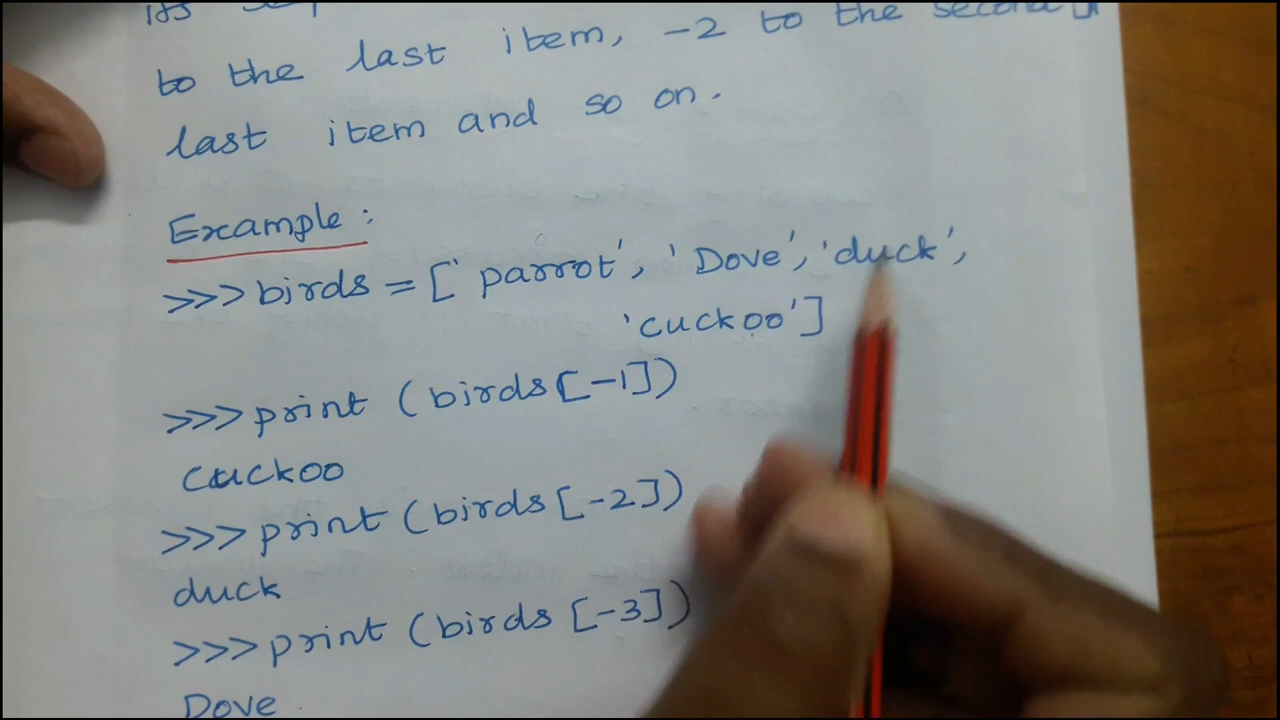 its
to the last item, -2 to the second
last item and so on.
Example:
>>> birds = ['parrot', 'Dove', 'duck',
'cuckoo']
>>> print (birds [-1])
cuckoo
>>> print (birds [-2])
duck
>>> print (birds [-3])
Dove